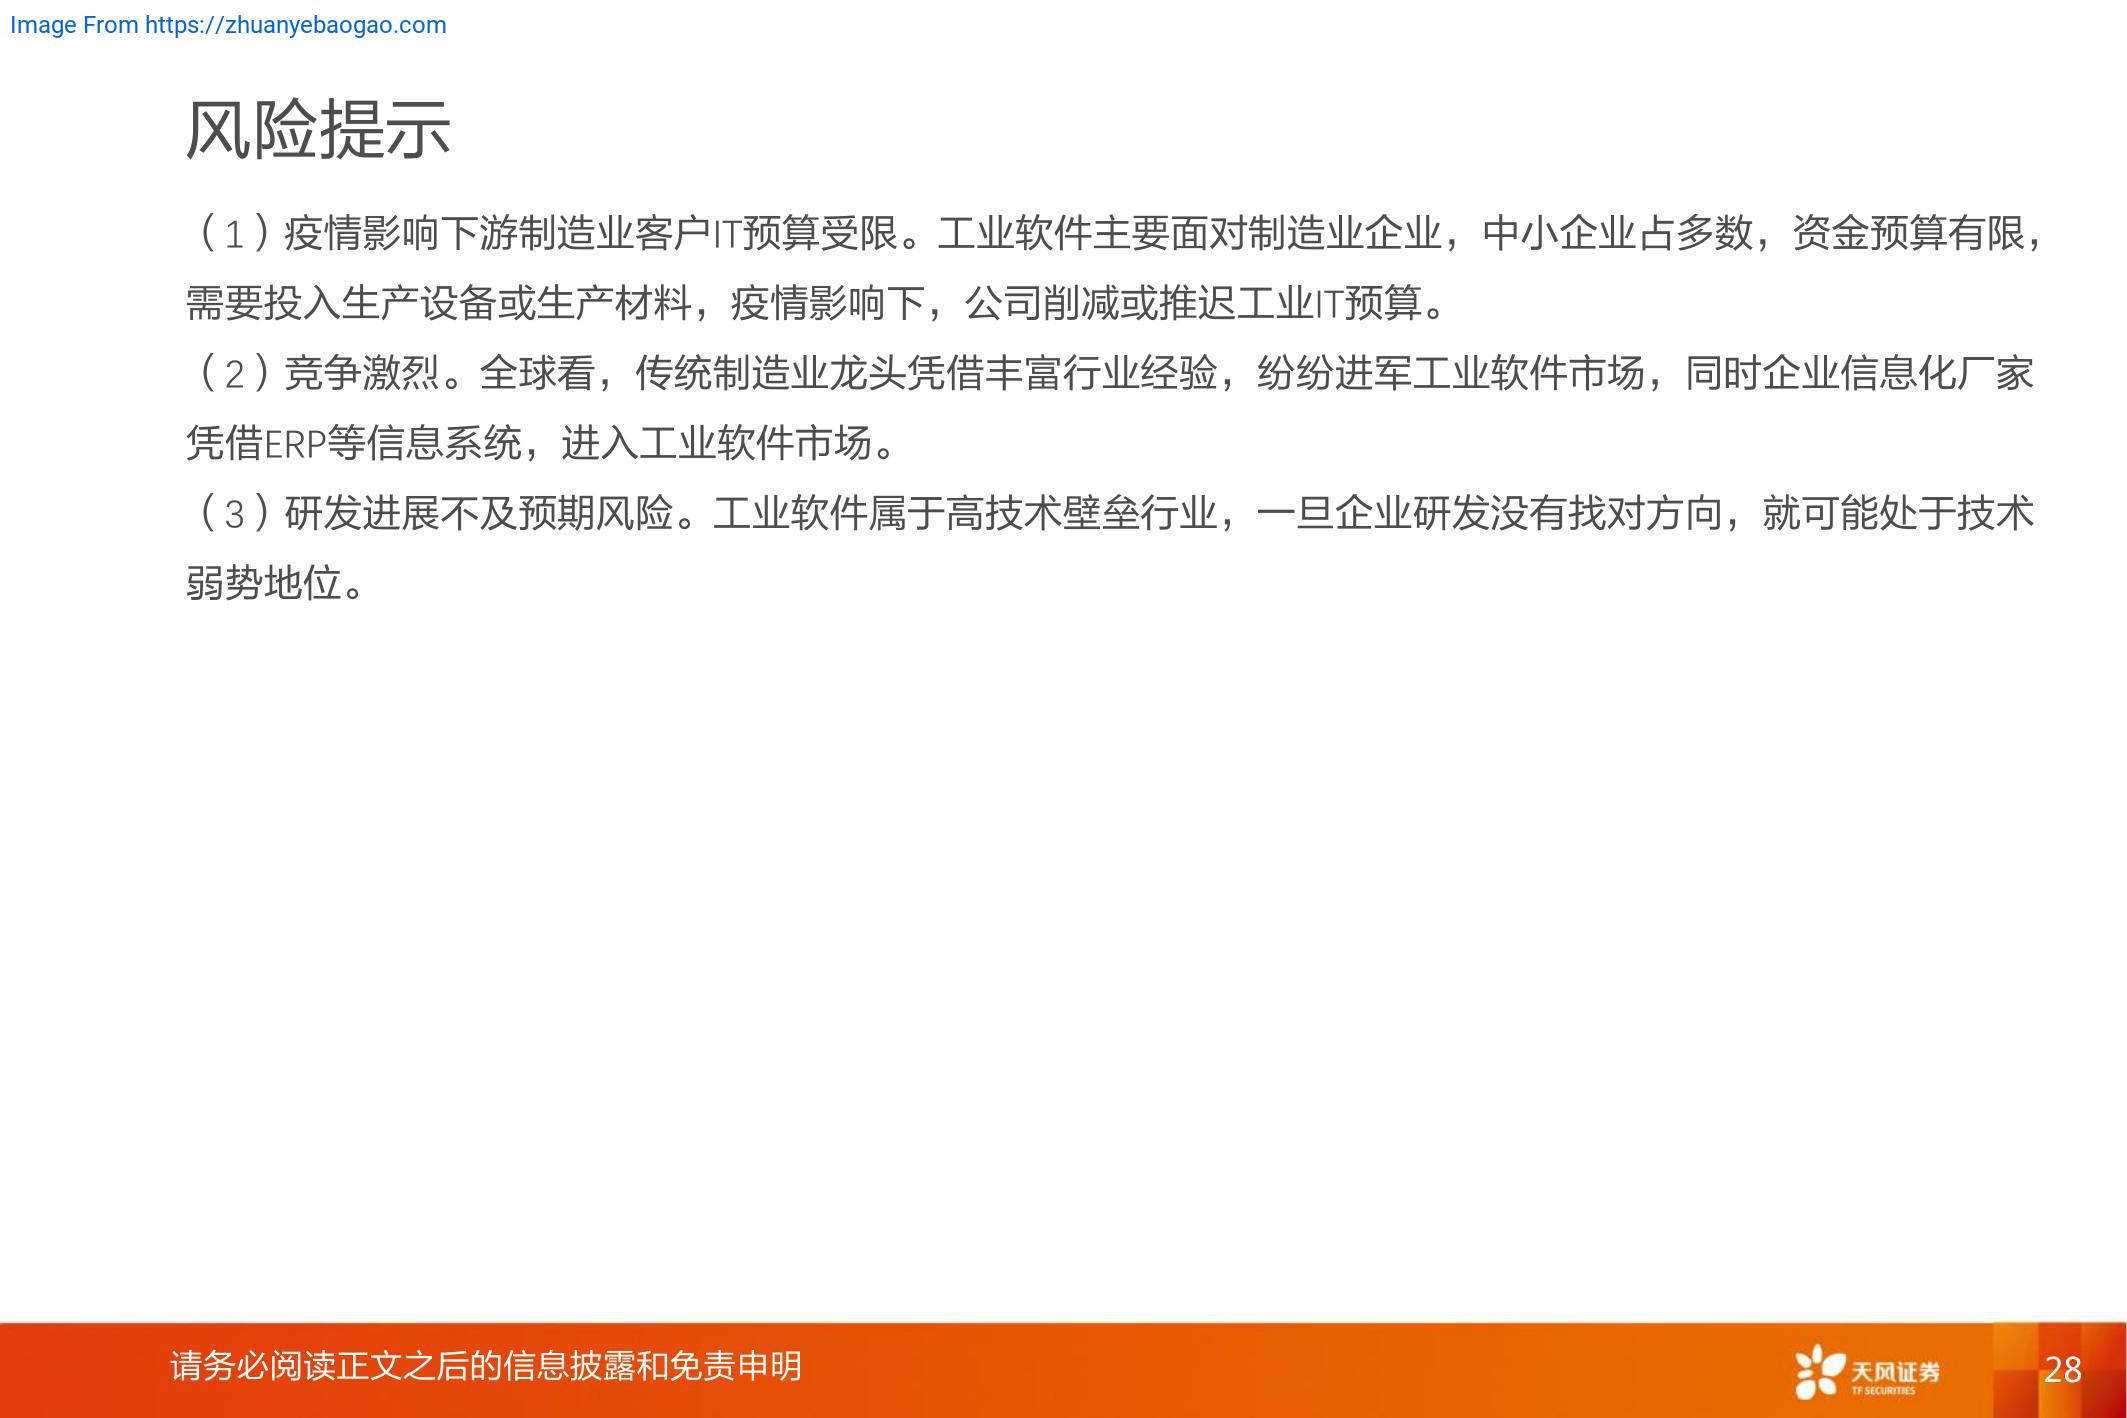 Image From https://zhuanyebaogao.com
风险提示
（1）疫情影响下游制造业客户IT预算受限。工业软件主要面对制造业企业，中小企业占多数，资金预算有限，
需要投入生产设备或生产材料，疫情影响下，公司削减或推迟工业IT预算。
（2）竞争激烈。全球看，传统制造业龙头凭借丰富行业经验，纷纷进军工业软件市场，同时企业信息化厂家
凭借ERP等信息系统，进入工业软件市场。
（3）研发进展不及预期风险。工业软件属于高技术壁垒行业，一旦企业研发没有找对方向，就可能处于技术
弱势地位。
请务必阅读正文之后的信息披露和免责申明
天风证券
TF SECURITIES
28